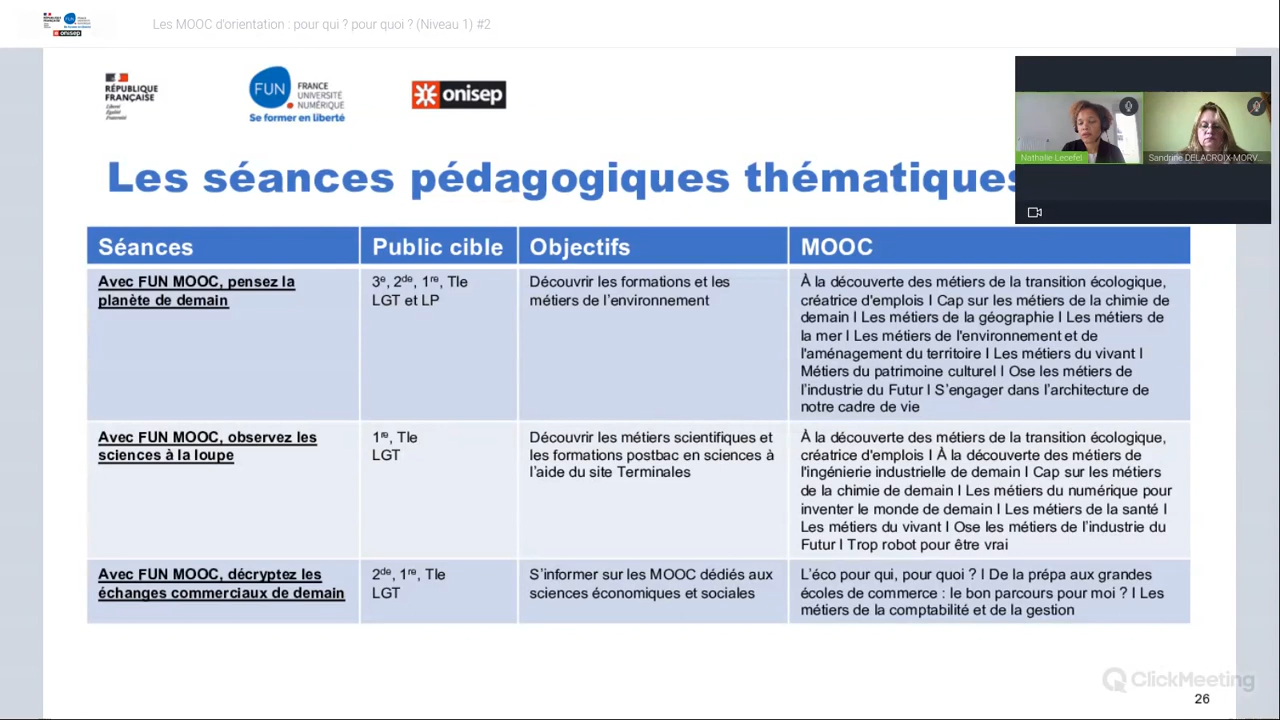 Les MOOC d'orientation : pour qui ? pour quoi ? (Niveau 1) #2
onisep
RÉPUBLIQUE
FRANÇAISE
Liberté
Égalité
Fraternité
FUN
FRANCE
UNIVERSITÉ
NUMÉRIQUE
Se former en liberté
onisep
Nathalie Lecefel
Sandrine DELACROIX-MORV...
Les séances pédagogiques thématiques
Séances
Public cible
Objectifs
MOOC
Avec FUN MOOC, pensez la
planète de demain
3e, 2de, 1re, Tle
LGT et LP
Découvrir les formations et les
métiers de l'environnement
À la découverte des métiers de la transition écologique,
créatrice d'emplois I Cap sur les métiers de la chimie de
demain I Les métiers de la géographie I Les métiers de
la mer I Les métiers de l'environnement et de
l'aménagement du territoire I Les métiers du vivant I
Métiers du patrimoine culturel I Ose les métiers de
l'industrie du Futur I S'engager dans l'architecture de
notre cadre de vie
Avec FUN MOOC, observez les
sciences à la loupe
1re, Tle
LGT
Découvrir les métiers scientifiques et
les formations postbac en sciences à
l'aide du site Terminales
À la découverte des métiers de la transition écologique,
créatrice d'emplois I À la découverte des métiers de
l'ingénierie industrielle de demain I Cap sur les métiers
de la chimie de demain I Les métiers du numérique pour
inventer le monde de demain I Les métiers de la santé I
Les métiers du vivant I Ose les métiers de l'industrie du
Futur I Trop robot pour être vrai
Avec FUN MOOC, décryptez les
échanges commerciaux de demain
2de, 1re, Tle
LGT
S'informer sur les MOOC dédiés aux
sciences économiques et sociales
L'éco pour qui, pour quoi ? I De la prépa aux grandes
écoles de commerce : le bon parcours pour moi ? I Les
métiers de la comptabilité et de la gestion
ClickMeeting
26